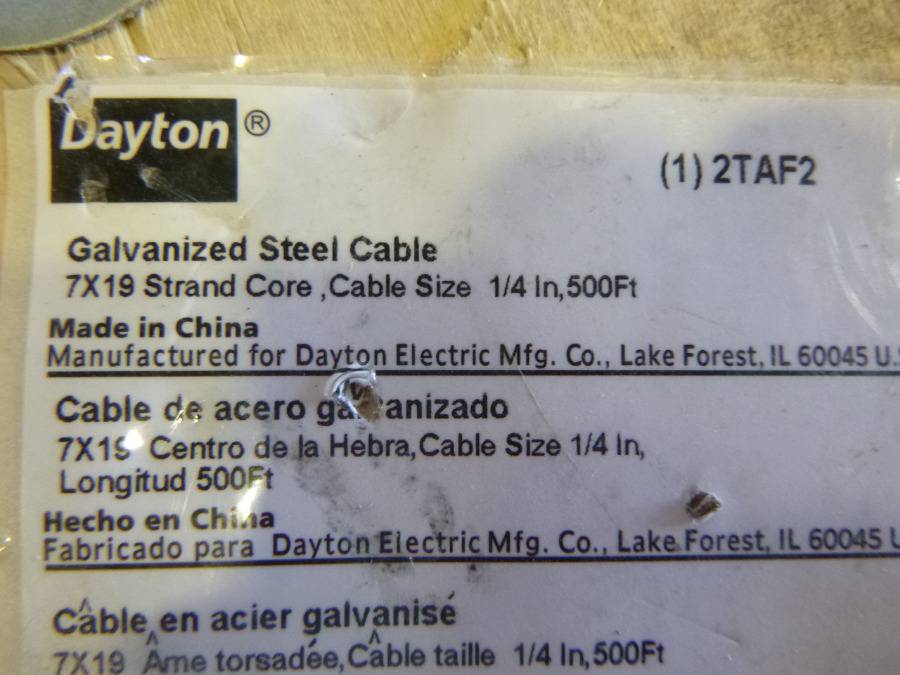 Dayton®
(1) 2TAF2
Galvanized Steel Cable
7X19 Strand Core ,Cable Size 1/4 In,500Ft
Made in China
Manufactured for Dayton Electric Mfg. Co., Lake Forest, IL 60045 U.S
Cable de acero galvanizado
7X19 Centro de la Hebra,Cable Size 1/4 In,
Longitud 500Ft
Hecho en China
Fabricado para Dayton Electric Mfg. Co., Lake Forest, IL 60045 U
Câble en acier galvanisé
7X19 Âme torsadée,Câble taille 1/4 In,500Ft